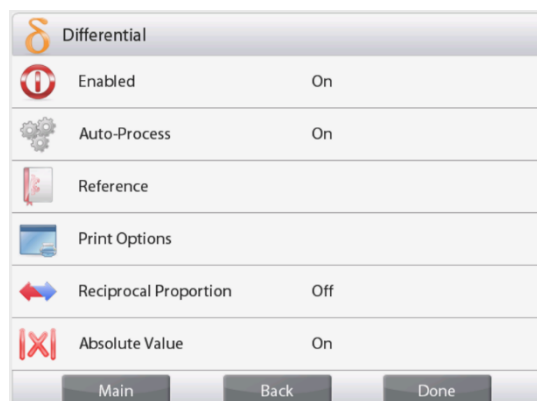 δ Differential
Enabled On
Auto-Process On
Reference
Print Options
Reciprocal Proportion Off
|X| Absolute Value On
Main Back Done